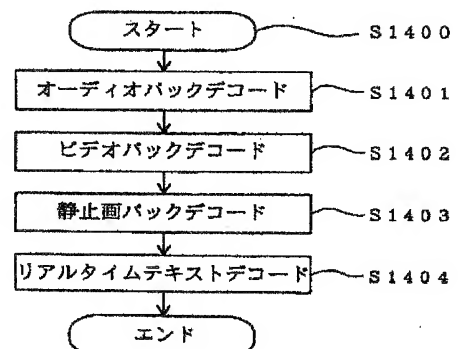 スタート S1400
オーディオパックデコード S1401
ビデオパックデコード S1402
静止画パックデコード S1403
リアルタイムテキストデコード S1404
エンド